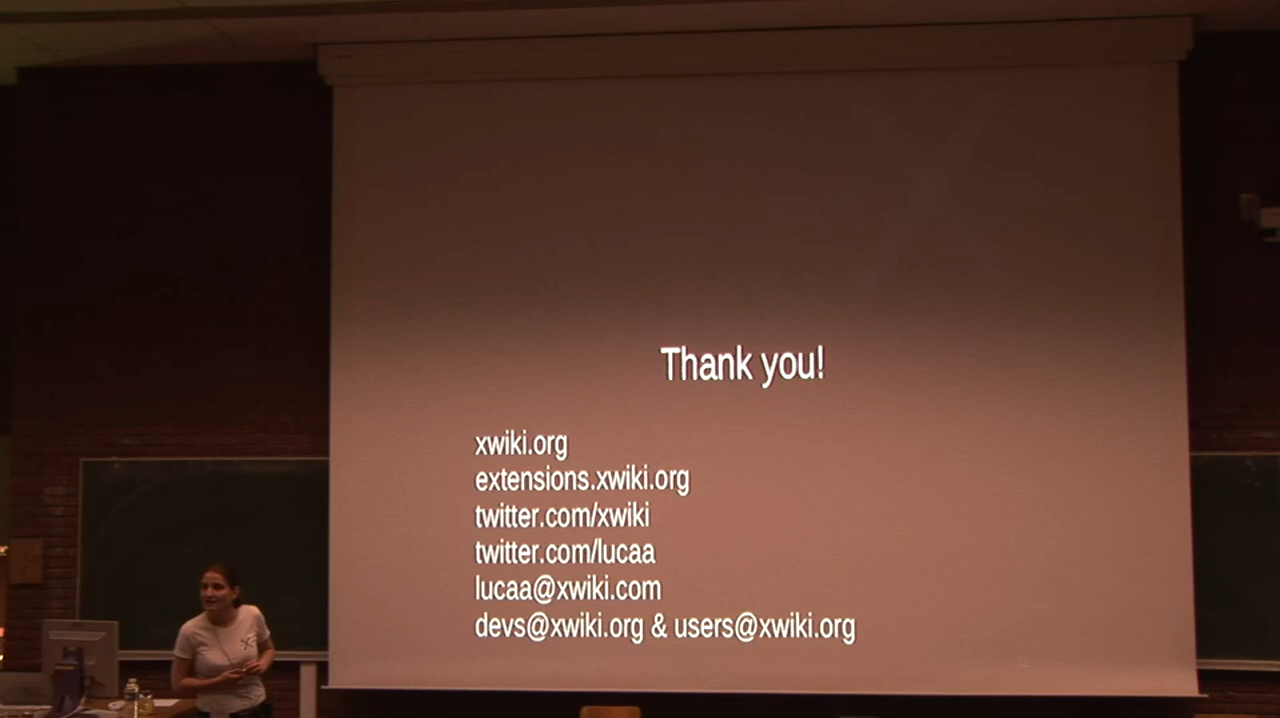 Thank you!
xwiki.org
extensions.xwiki.org
twitter.com/xwiki
twitter.com/lucaa
lucaa@xwiki.com
devs@xwiki.org & users@xwiki.org